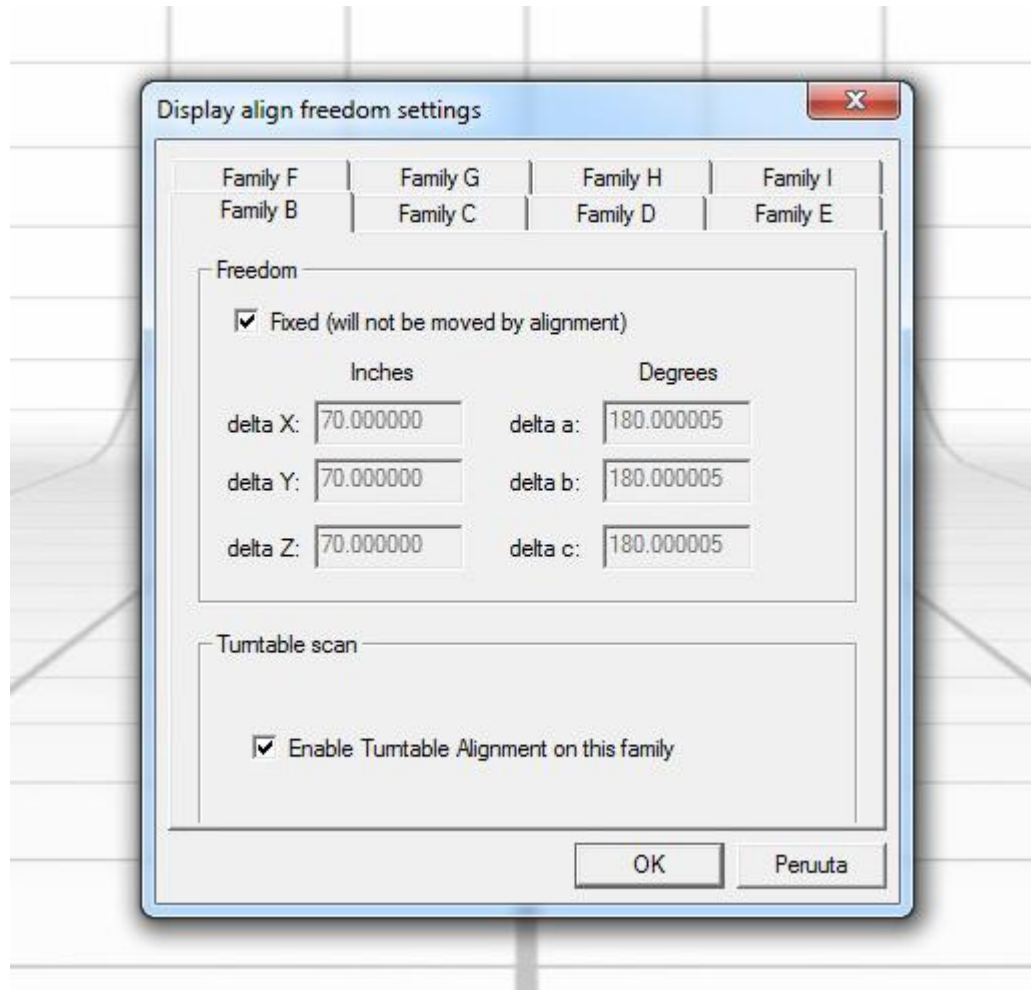 Display align freedom settings
Family F Family G Family H Family I
Family B Family C Family D Family E
Freedom
Fixed (will not be moved by alignment)
Inches Degrees
delta X: 70.000000 delta a: 180.000005
delta Y: 70.000000 delta b: 180.000005
delta Z: 70.000000 delta c: 180.000005
Turntable scan
Enable Turntable Alignment on this family
OK Peruuta